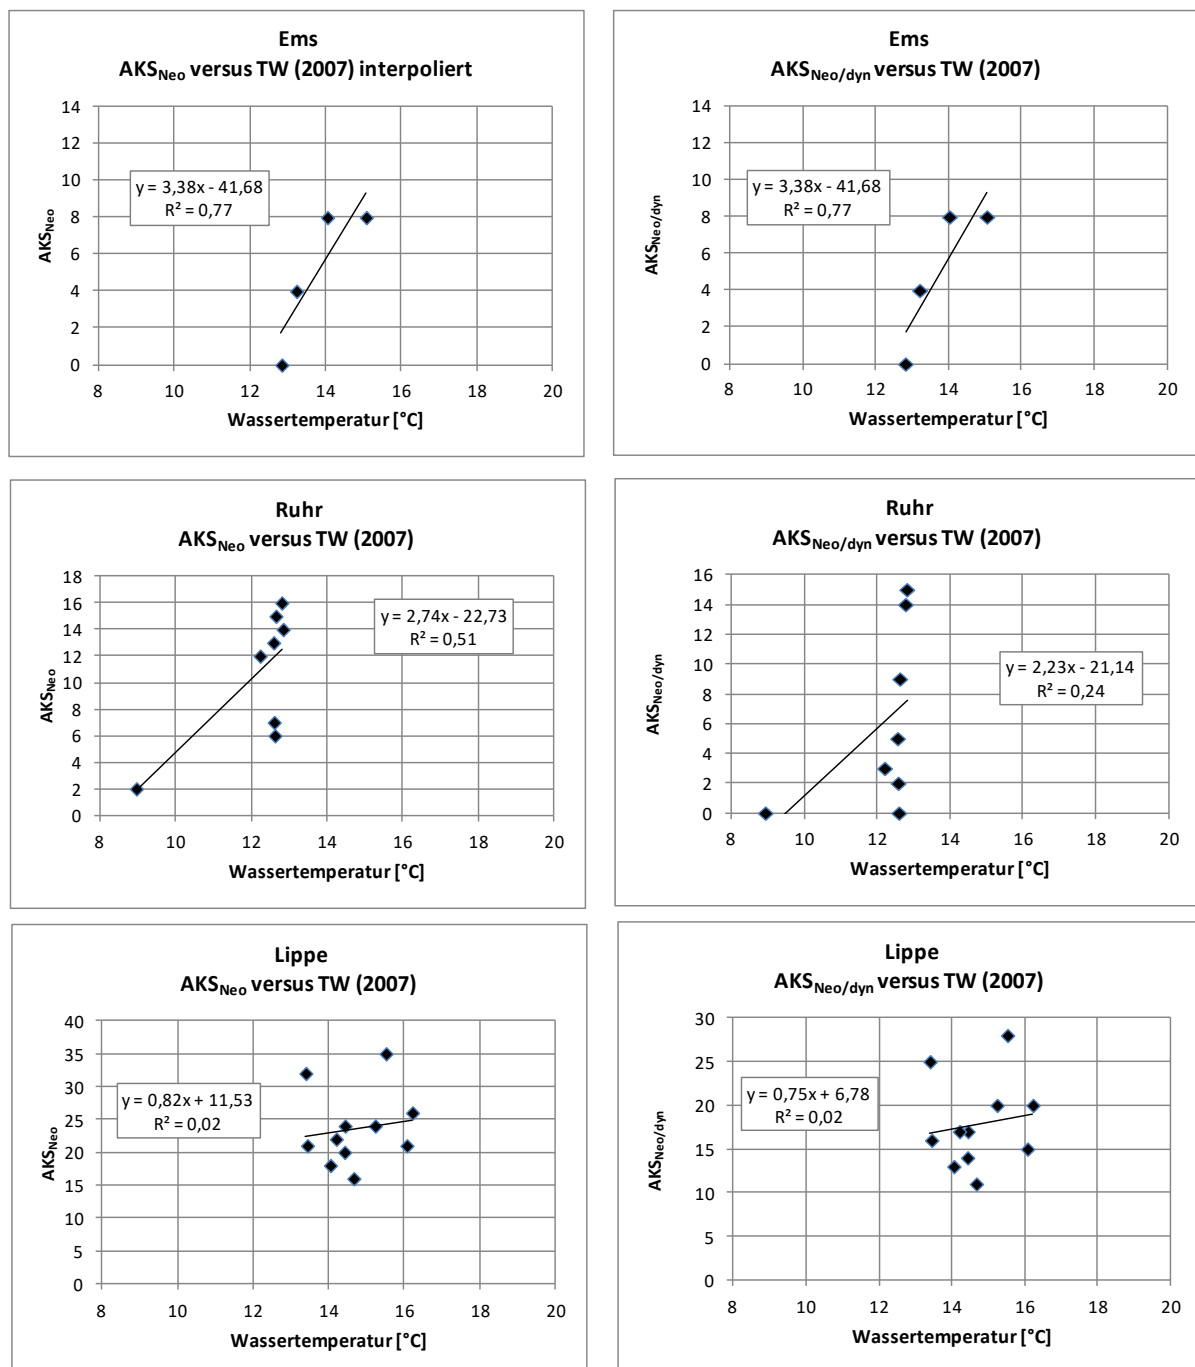 Ems
AKSNeo versus TW (2007) interpoliert
14
12
10
8
6
4
2
0
y = 3,38x - 41,68
R² = 0,77
AKSNeo
8 10 12 14 16 18 20
Wassertemperatur [°C]
Ems
AKSNeo/dyn versus TW (2007)
14
12
10
8
6
4
2
0
y = 3,38x - 41,68
R² = 0,77
AKSNeo/dyn
8 10 12 14 16 18 20
Wassertemperatur [°C]
Ruhr
AKSNeo versus TW (2007)
18
16
14
12
10
8
6
4
2
0
y = 2,74x - 22,73
R² = 0,51
AKSNeo
8 10 12 14 16 18 20
Wassertemperatur [°C]
Ruhr
AKSNeo/dyn versus TW (2007)
16
14
12
10
8
6
4
2
0
y = 2,23x - 21,14
R² = 0,24
AKSNeo/dyn
8 10 12 14 16 18 20
Wassertemperatur [°C]
Lippe
AKSNeo versus TW (2007)
40
35
30
25
20
15
10
5
0
y = 0,82x + 11,53
R² = 0,02
AKSNeo
8 10 12 14 16 18 20
Wassertemperatur [°C]
Lippe
AKSNeo/dyn versus TW (2007)
30
25
20
15
10
5
0
y = 0,75x + 6,78
R² = 0,02
AKSNeo/dyn
8 10 12 14 16 18 20
Wassertemperatur [°C]